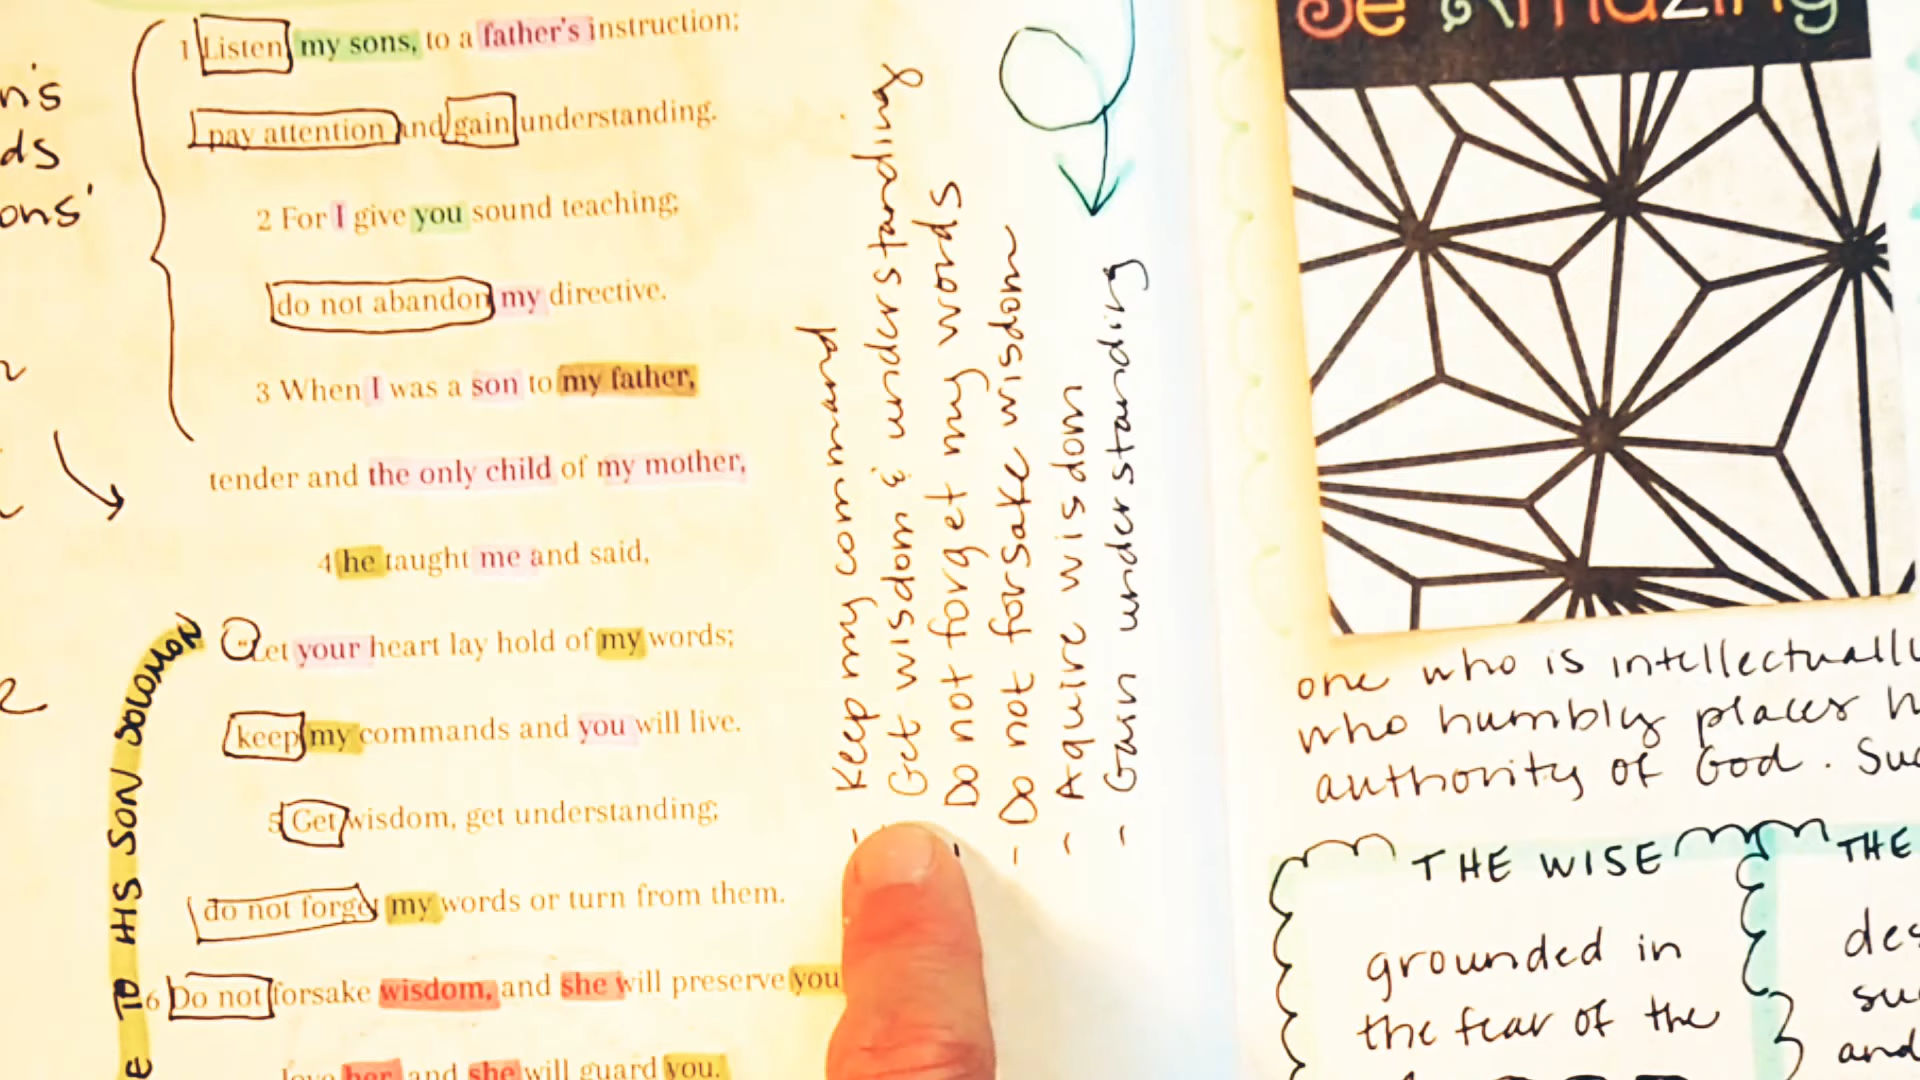 n's
ds
ons'
1 Listen, my sons, to a father's instruction;
pay attention and gain understanding.
2 For I give you sound teaching;
do not abandon my directive.
3 When I was a son to my father,
tender and the only child of my mother,
4 he taught me and said,
"Let your heart lay hold of my words;
keep my commands and you will live.
5 Get wisdom, get understanding;
do not forget my words or turn from them.
6 Do not forsake wisdom, and she will preserve you
love her, and she will guard you.
TO HIS SON SOLOMON
- Keep my command
Get wisdom & understanding
- Do not forget my words
- Do not forsake wisdom
- Aquire wisdom
- Gain understanding
Be Amazing
one who is intellectually
who humbly places h
authority of God. Suc
THE WISE
grounded in
the fear of the
THE
des
su
and